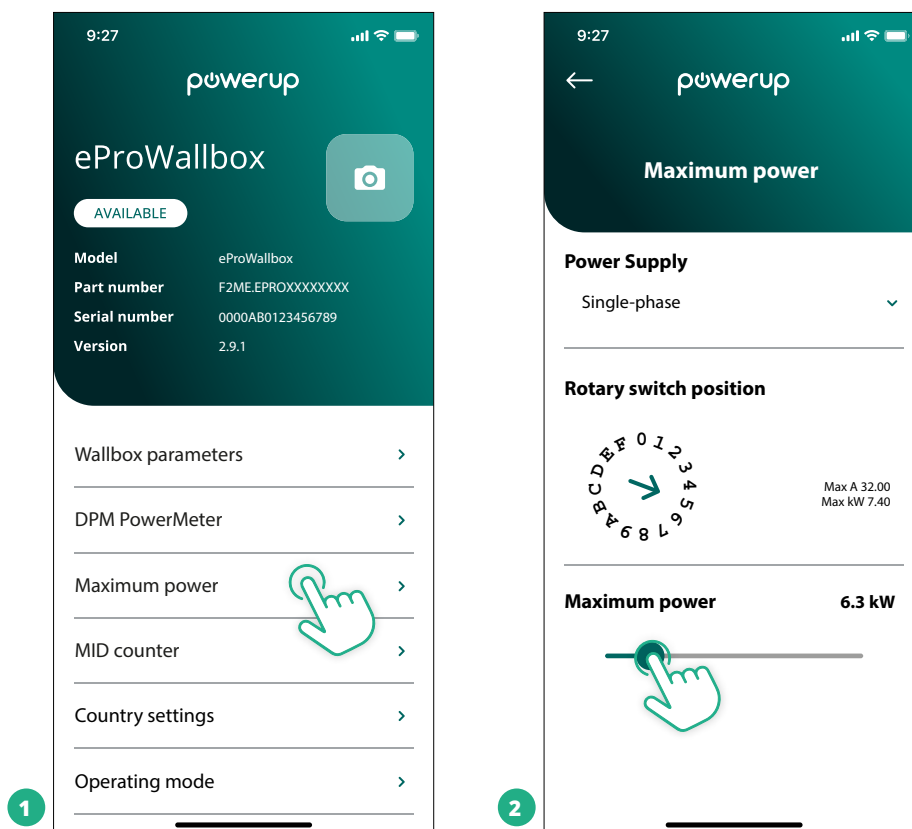 9:27
powerup
eProWallbox
AVAILABLE
Model eProWallbox
Part number F2ME.EPROXXXXXXXX
Serial number 0000AB0123456789
Version 2.9.1
Wallbox parameters
DPM PowerMeter
Maximum power
MID counter
Country settings
Operating mode
1
9:27
powerup
Maximum power
Power Supply
Single-phase
Rotary switch position
0 1 2 3 4 5 6 7 8 9 A B C D E F
Max A 32.00
Max kW 7.40
Maximum power 6.3 kW
2